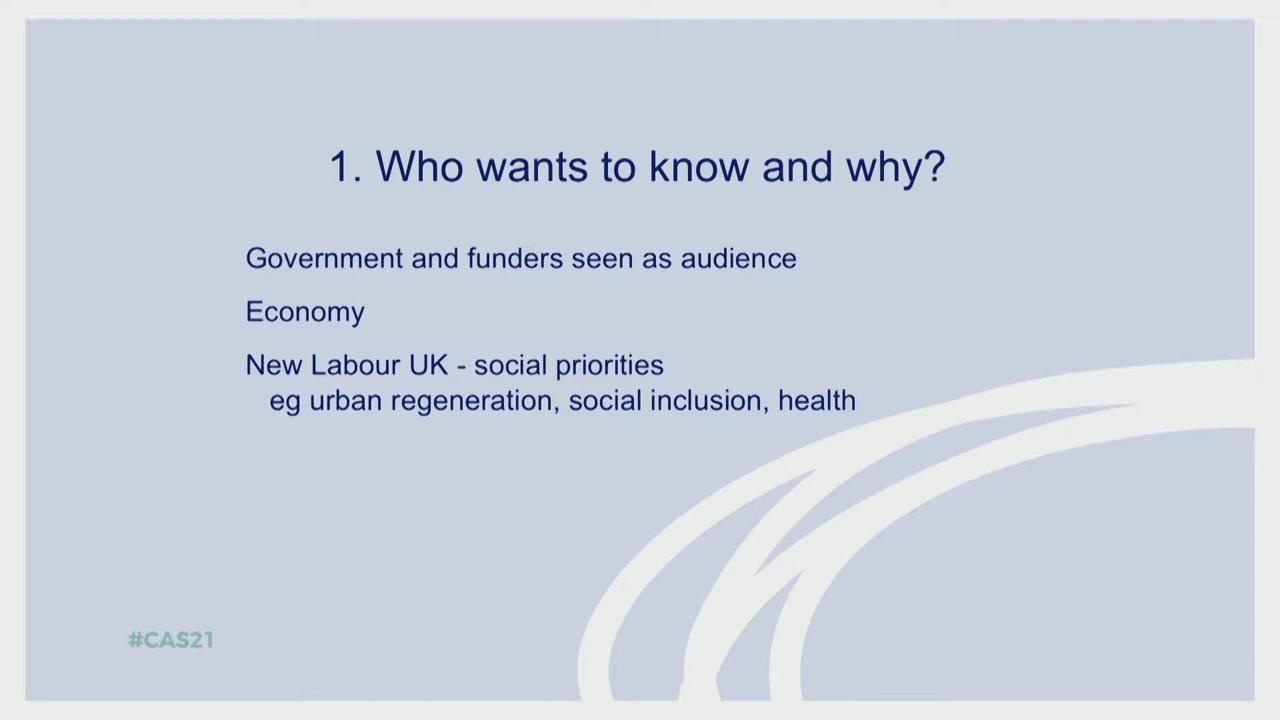 1. Who wants to know and why?
Government and funders seen as audience
Economy
New Labour UK - social priorities
eg urban regeneration, social inclusion, health
#CAS21